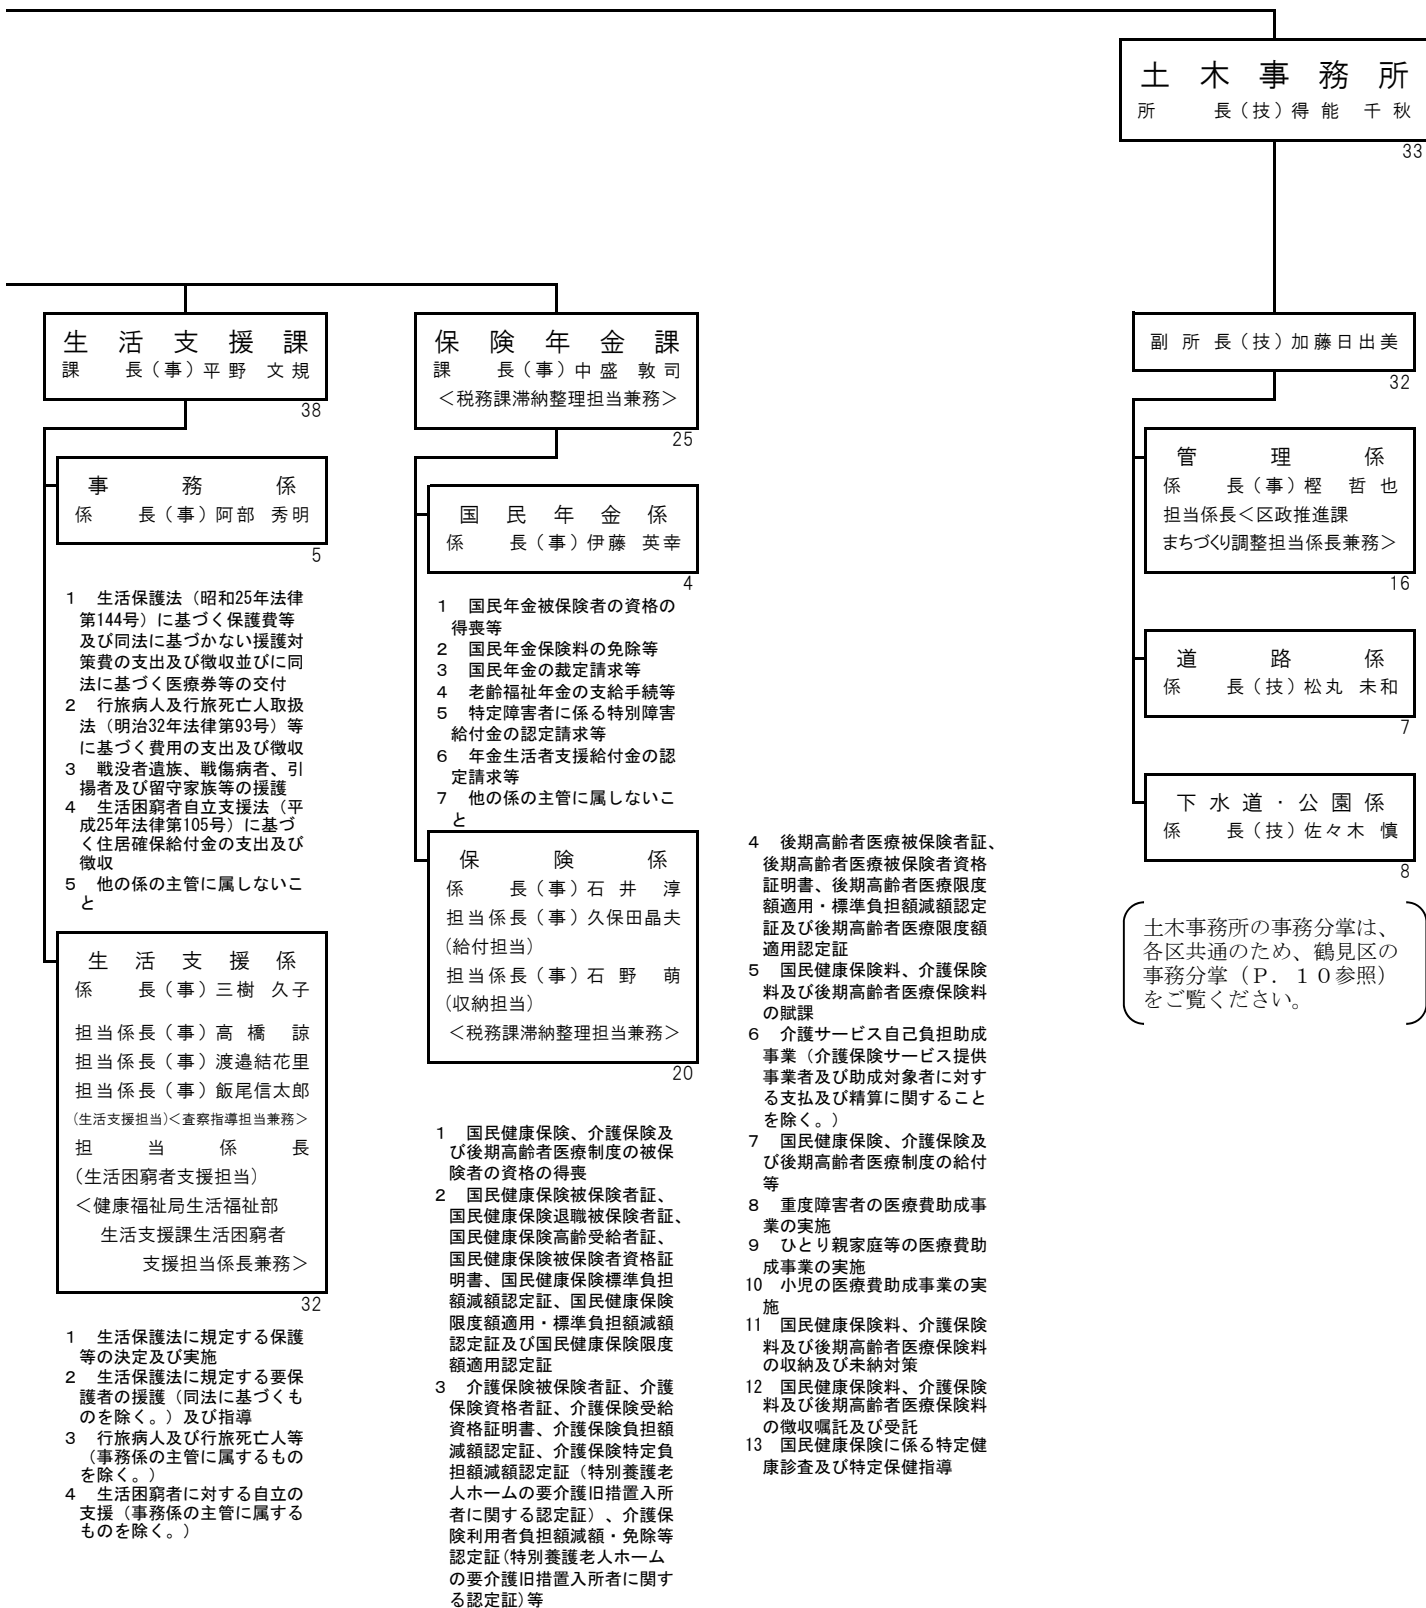 土木事務所
所長（技）得能 千秋
33
副所長（技）加藤日出美
32
管理係
係長（事）樫 哲也
担当係長＜区政推進課
まちづくり調整担当係長兼務＞
16
道路係
係長（技）松丸 未和
7
下水道・公園係
係長（技）佐々木 慎
8
土木事務所の事務分掌は、
各区共通のため、鶴見区の
事務分掌（Ｐ．１０参照）
をご覧ください。
生活支援課
課長（事）平野 文規
38
事務係
係長（事）阿部 秀明
5
1　生活保護法（昭和25年法律
第144号）に基づく保護費等
及び同法に基づかない援護対
策費の支出及び徴収並びに同
法に基づく医療券等の交付
2　行旅病人及行旅死亡人取扱
法（明治32年法律第93号）等
に基づく費用の支出及び徴収
3　戦没者遺族、戦傷病者、引
揚者及び留守家族等の援護
4　生活困窮者自立支援法（平
成25年法律第105号）に基づ
く住居確保給付金の支出及び
徴収
5　他の係の主管に属しないこ
と
生活支援係
係長（事）三樹 久子
担当係長（事）高橋 諒
担当係長（事）渡邉結花里
担当係長（事）飯尾信太郎
(生活支援担当)＜査察指導担当兼務＞
担当係長
(生活困窮者支援担当)
＜健康福祉局生活福祉部
生活支援課生活困窮者
支援担当係長兼務＞
32
1　生活保護法に規定する保護
等の決定及び実施
2　生活保護法に規定する要保
護者の援護（同法に基づくも
のを除く。）及び指導
3　行旅病人及び行旅死亡人等
（事務係の主管に属するもの
を除く。）
4　生活困窮者に対する自立の
支援（事務係の主管に属する
ものを除く。）
保険年金課
課長（事）中盛 敦司
＜税務課滞納整理担当兼務＞
25
国民年金係
係長（事）伊藤 英幸
4
1　国民年金被保険者の資格の
得喪等
2　国民年金保険料の免除等
3　国民年金の裁定請求等
4　老齢福祉年金の支給手続等
5　特定障害者に係る特別障害
給付金の認定請求等
6　年金生活者支援給付金の認
定請求等
7　他の係の主管に属しないこ
と
保険係
係長（事）石井 淳
担当係長（事）久保田晶夫
(給付担当)
担当係長（事）石野 萌
(収納担当)
＜税務課滞納整理担当兼務＞
20
1　国民健康保険、介護保険及
び後期高齢者医療制度の被保
険者の資格の得喪
2　国民健康保険被保険者証、
国民健康保険退職被保険者証、
国民健康保険高齢受給者証、
国民健康保険被保険者資格証
明書、国民健康保険標準負担
額減額認定証、国民健康保険
限度額適用・標準負担額減額
認定証及び国民健康保険限度
額適用認定証
3　介護保険被保険者証、介護
保険資格者証、介護保険受給
資格証明書、介護保険負担額
減額認定証、介護保険特定負
担額減額認定証（特別養護老
人ホームの要介護旧措置入所
者に関する認定証）、介護保
険利用者負担額減額・免除等
認定証(特別養護老人ホーム
の要介護旧措置入所者に関す
る認定証)等
4　後期高齢者医療被保険者証、
後期高齢者医療被保険者資格
証明書、後期高齢者医療限度
額適用・標準負担額減額認定
証及び後期高齢者医療限度額
適用認定証
5　国民健康保険料、介護保険
料及び後期高齢者医療保険料
の賦課
6　介護サービス自己負担助成
事業（介護保険サービス提供
事業者及び助成対象者に対す
る支払及び精算に関すること
を除く。）
7　国民健康保険、介護保険及
び後期高齢者医療制度の給付
等
8　重度障害者の医療費助成事
業の実施
9　ひとり親家庭等の医療費助
成事業の実施
10　小児の医療費助成事業の実
施
11　国民健康保険料、介護保険
料及び後期高齢者医療保険料
の収納及び未納対策
12　国民健康保険料、介護保険
料及び後期高齢者医療保険料
の徴収嘱託及び受託
13　国民健康保険に係る特定健
康診査及び特定保健指導